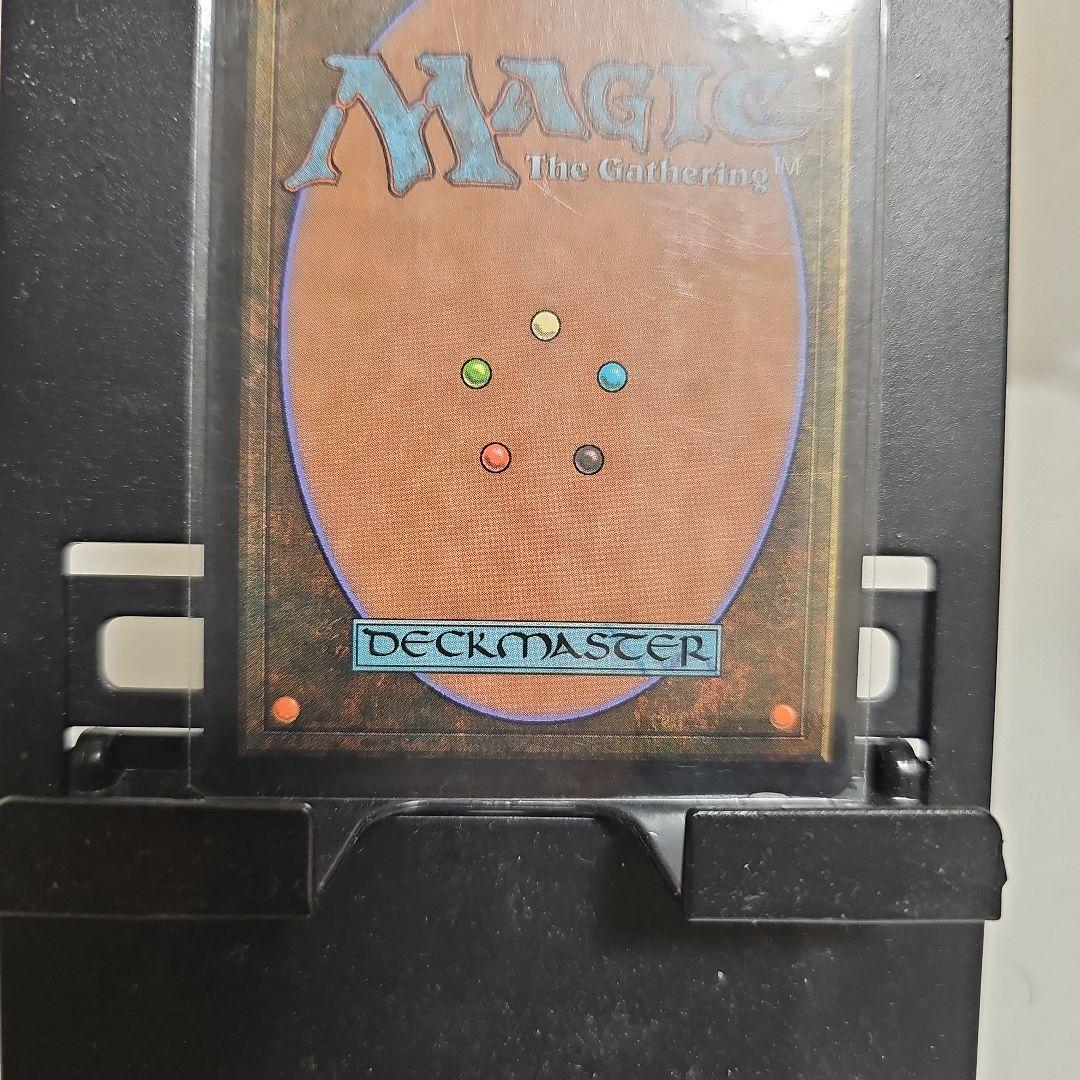 MAGIC
The Gathering™
DECKMASTER